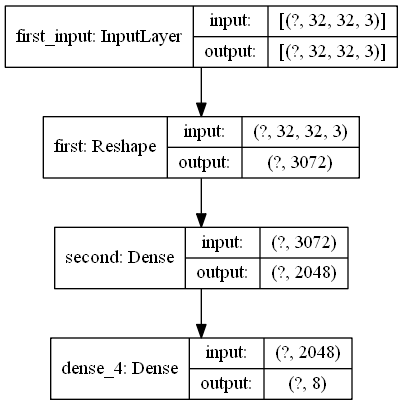 first_input: InputLayer
input: [(?, 32, 32, 3)]
output: [(?, 32, 32, 3)]
first: Reshape
input: (?, 32, 32, 3)
output: (?, 3072)
second: Dense
input: (?, 3072)
output: (?, 2048)
dense_4: Dense
input: (?, 2048)
output: (?, 8)